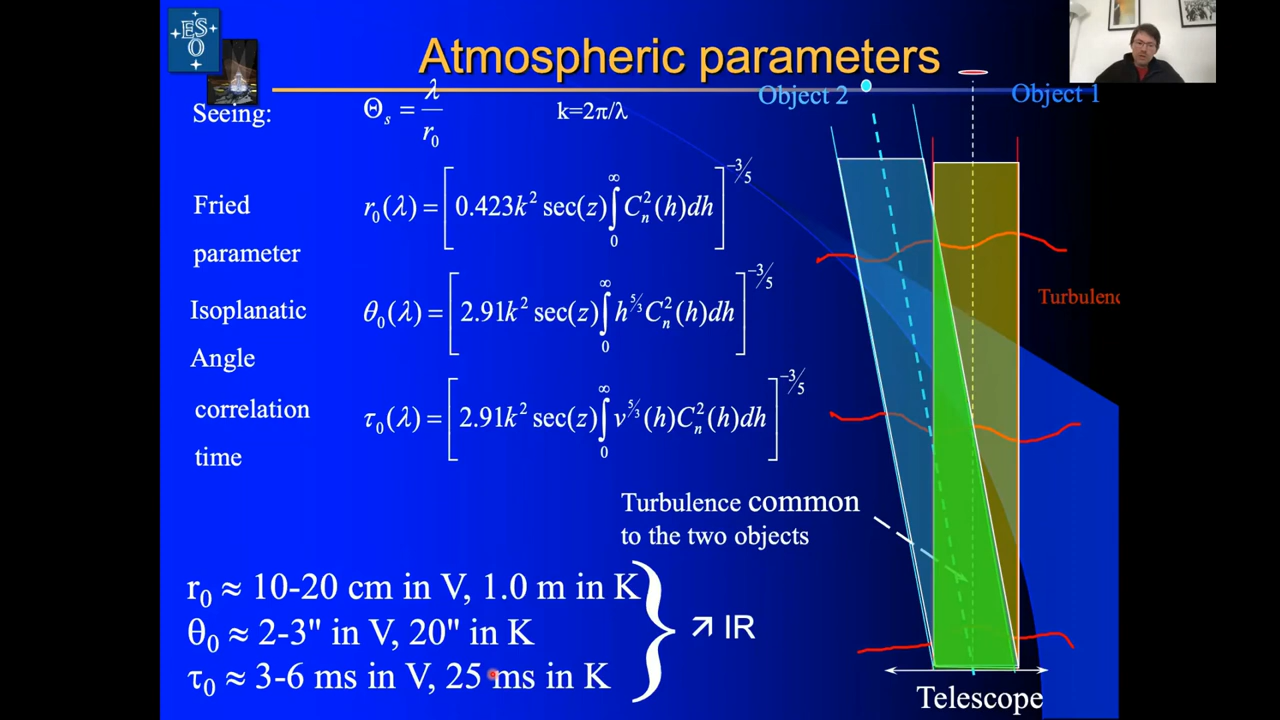 ESO
Atmospheric parameters
Object 2
Object 1
Seeing:
Θs = λ/r0
k=2π/λ
Fried
parameter
r0(λ) = [0.423k² sec(z)∫₀^∞ Cn²(h)dh]^−3/5
Isoplanatic
Angle
θ0(λ) = [2.91k² sec(z)∫₀^∞ h^5/3 Cn²(h)dh]^−3/5
Turbulenc
correlation
time
τ0(λ) = [2.91k² sec(z)∫₀^∞ v^5/3(h)Cn²(h)dh]^−3/5
Turbulence common
to the two objects
r0 ≈ 10-20 cm in V, 1.0 m in K
θ0 ≈ 2-3" in V, 20" in K
τ0 ≈ 3-6 ms in V, 25 ms in K
↗ IR
Telescope